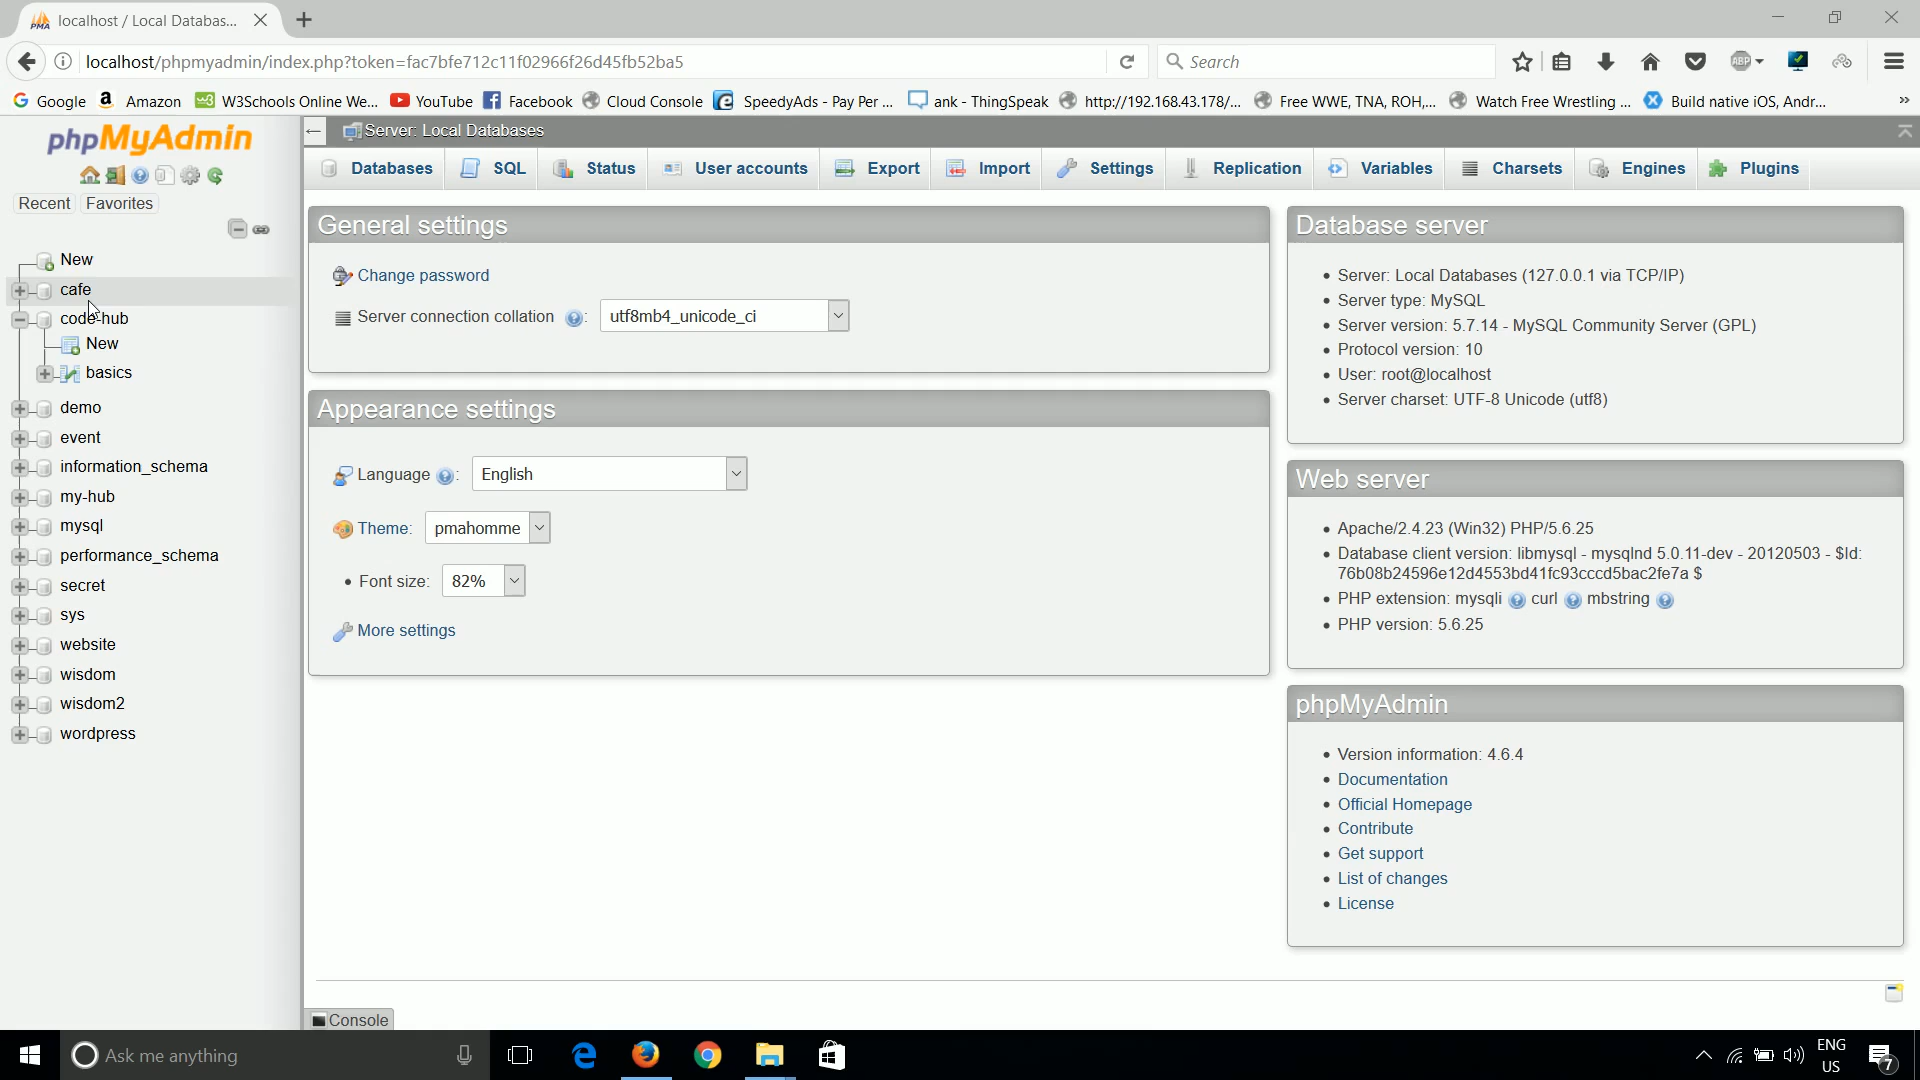 localhost / Local Databas...
localhost/phpmyadmin/index.php?token=fac7bfe712c11f02966f26d45fb52ba5
Search
ABP
Google
Amazon
W3Schools Online We...
YouTube
Facebook
Cloud Console
SpeedyAds - Pay Per ...
ank - ThingSpeak
http://192.168.43.178/...
Free WWE, TNA, ROH,...
Watch Free Wrestling ...
Build native iOS, Andr...
phpMyAdmin
Recent
Favorites
New
cafe
code-hub
New
basics
demo
event
information_schema
my-hub
mysql
performance_schema
secret
sys
website
wisdom
wisdom2
wordpress
Server: Local Databases
Databases
SQL
Status
User accounts
Export
Import
Settings
Replication
Variables
Charsets
Engines
Plugins
General settings
Change password
Server connection collation :
utf8mb4_unicode_ci
Appearance settings
Language :
English
Theme:
pmahomme
Font size:
82%
More settings
Database server
Server: Local Databases (127.0.0.1 via TCP/IP)
Server type: MySQL
Server version: 5.7.14 - MySQL Community Server (GPL)
Protocol version: 10
User: root@localhost
Server charset: UTF-8 Unicode (utf8)
Web server
Apache/2.4.23 (Win32) PHP/5.6.25
Database client version: libmysql - mysqlnd 5.0.11-dev - 20120503 - $Id:
76b08b24596e12d4553bd41fc93cccd5bac2fe7a $
PHP extension: mysqli curl mbstring
PHP version: 5.6.25
phpMyAdmin
Version information: 4.6.4
Documentation
Official Homepage
Contribute
Get support
List of changes
License
Console
Ask me anything
ENG
US
7